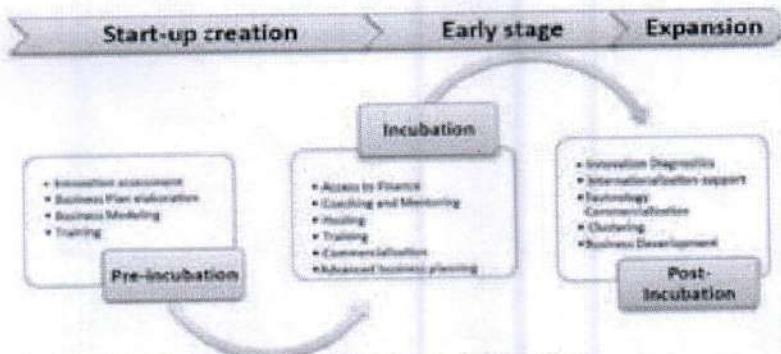 Start-up creation
Early stage
Expansion
Incubation
• Innovation assessment
• Business Plan elaboration
• Business Modeling
• Training
Pre-incubation
• Access to Finance
• Coaching and Mentoring
• Hosting
• Training
• Commercialisation
• Advanced business planning
• Innovation Diagnostics
• Internationalization support
• Technology
Commercialization
• Clustering
• Business Development
Post-
Incubation